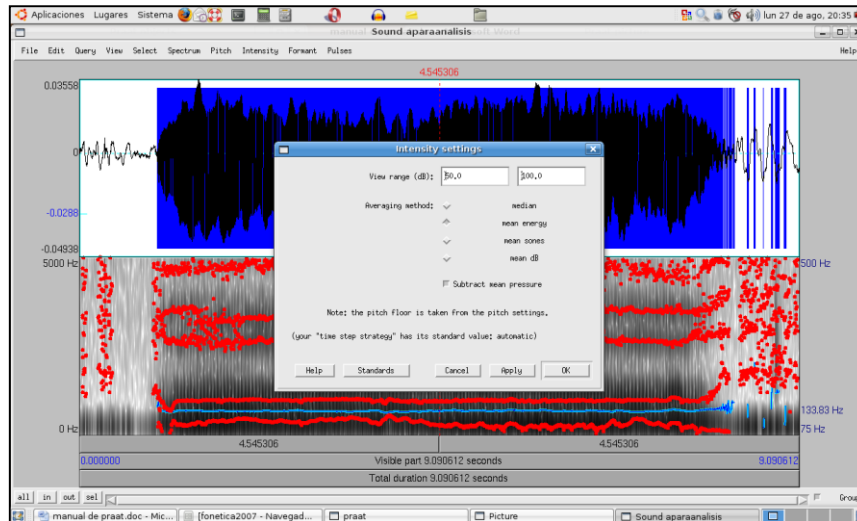 Aplicaciones Lugares Sistema lun 27 de ago, 20:35
Sound aparaanalisis
File Edit Query View Select Spectrum Pitch Intensity Formant Pulses Help
4.545306
0.03558
0
-0.0288
-0.04938
5000 Hz 500 Hz
Intensity settings
View range (dB): 50.0 100.0
Averaging method: median
mean energy
mean sones
mean dB
Subtract mean pressure
Note: the pitch floor is taken from the pitch settings.
(your "time step strategy" has its standard value: automatic)
Help Standards Cancel Apply OK
133.83 Hz
0 Hz 75 Hz
4.545306 4.545306
0.000000 Visible part 9.090612 seconds 9.090612
Total duration 9.090612 seconds
all in out sel Grou
manual de praat.doc - Mic... [fonetica2007 - Navegad... praat Picture Sound aparaanalisis